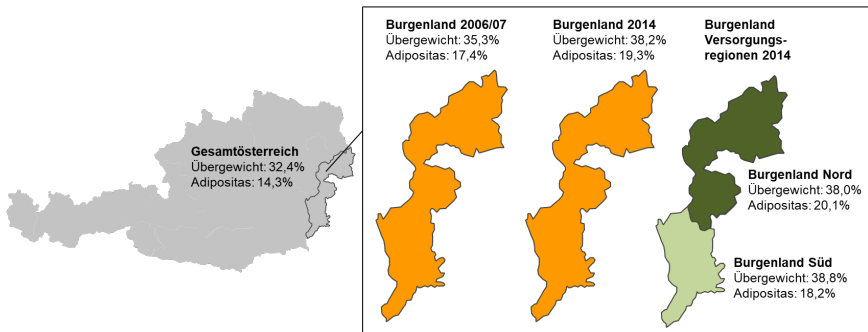 Gesamtösterreich
Übergewicht: 32,4%
Adipositas: 14,3%
Burgenland 2006/07
Übergewicht: 35,3%
Adipositas: 17,4%
Burgenland 2014
Übergewicht: 38,2%
Adipositas: 19,3%
Burgenland
Versorgungs-
regionen 2014
Burgenland Nord
Übergewicht: 38,0%
Adipositas: 20,1%
Burgenland Süd
Übergewicht: 38,8%
Adipositas: 18,2%